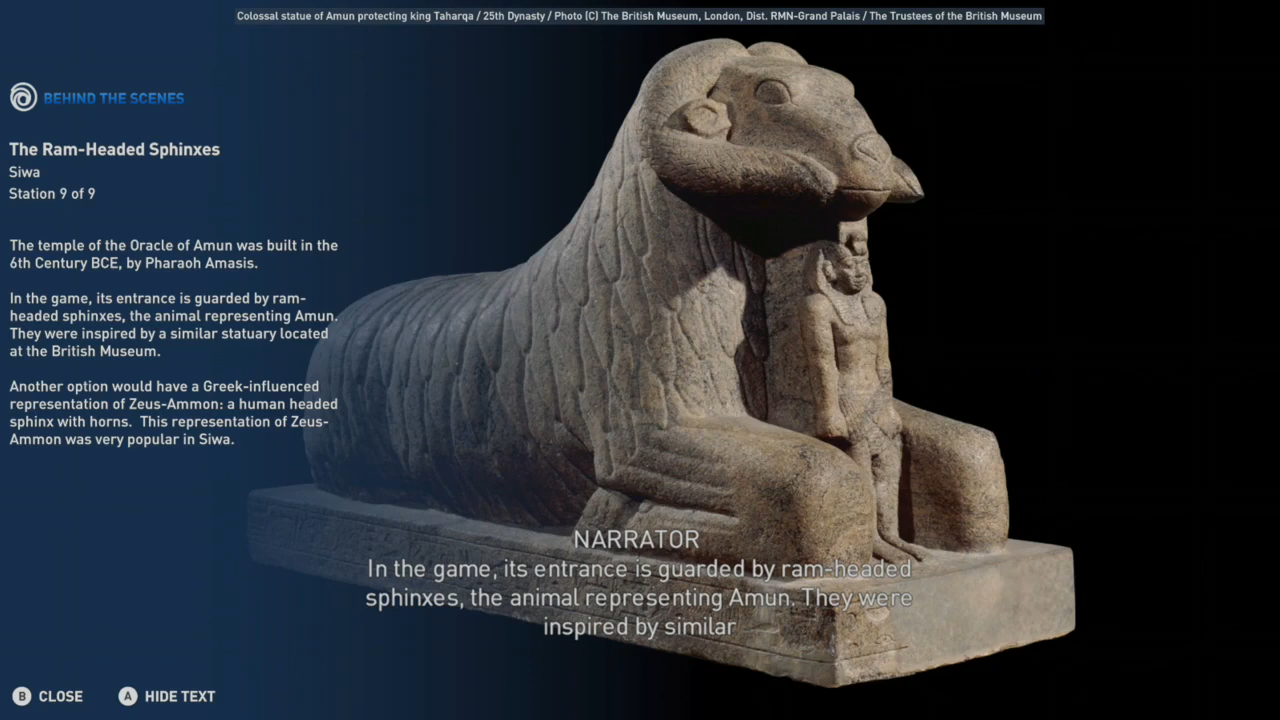 Colossal statue of Amun protecting king Taharqa / 25th Dynasty / Photo (C) The British Museum, London, Dist. RMN-Grand Palais / The Trustees of the British Museum
BEHIND THE SCENES
The Ram-Headed Sphinxes
Siwa
Station 9 of 9
The temple of the Oracle of Amun was built in the
6th Century BCE, by Pharaoh Amasis.
In the game, its entrance is guarded by ram-
headed sphinxes, the animal representing Amun.
They were inspired by a similar statuary located
at the British Museum.
Another option would have a Greek-influenced
representation of Zeus-Ammon: a human headed
sphinx with horns. This representation of Zeus-
Ammon was very popular in Siwa.
NARRATOR
In the game, its entrance is guarded by ram-headed
sphinxes, the animal representing Amun. They were
inspired by similar
B CLOSE A HIDE TEXT